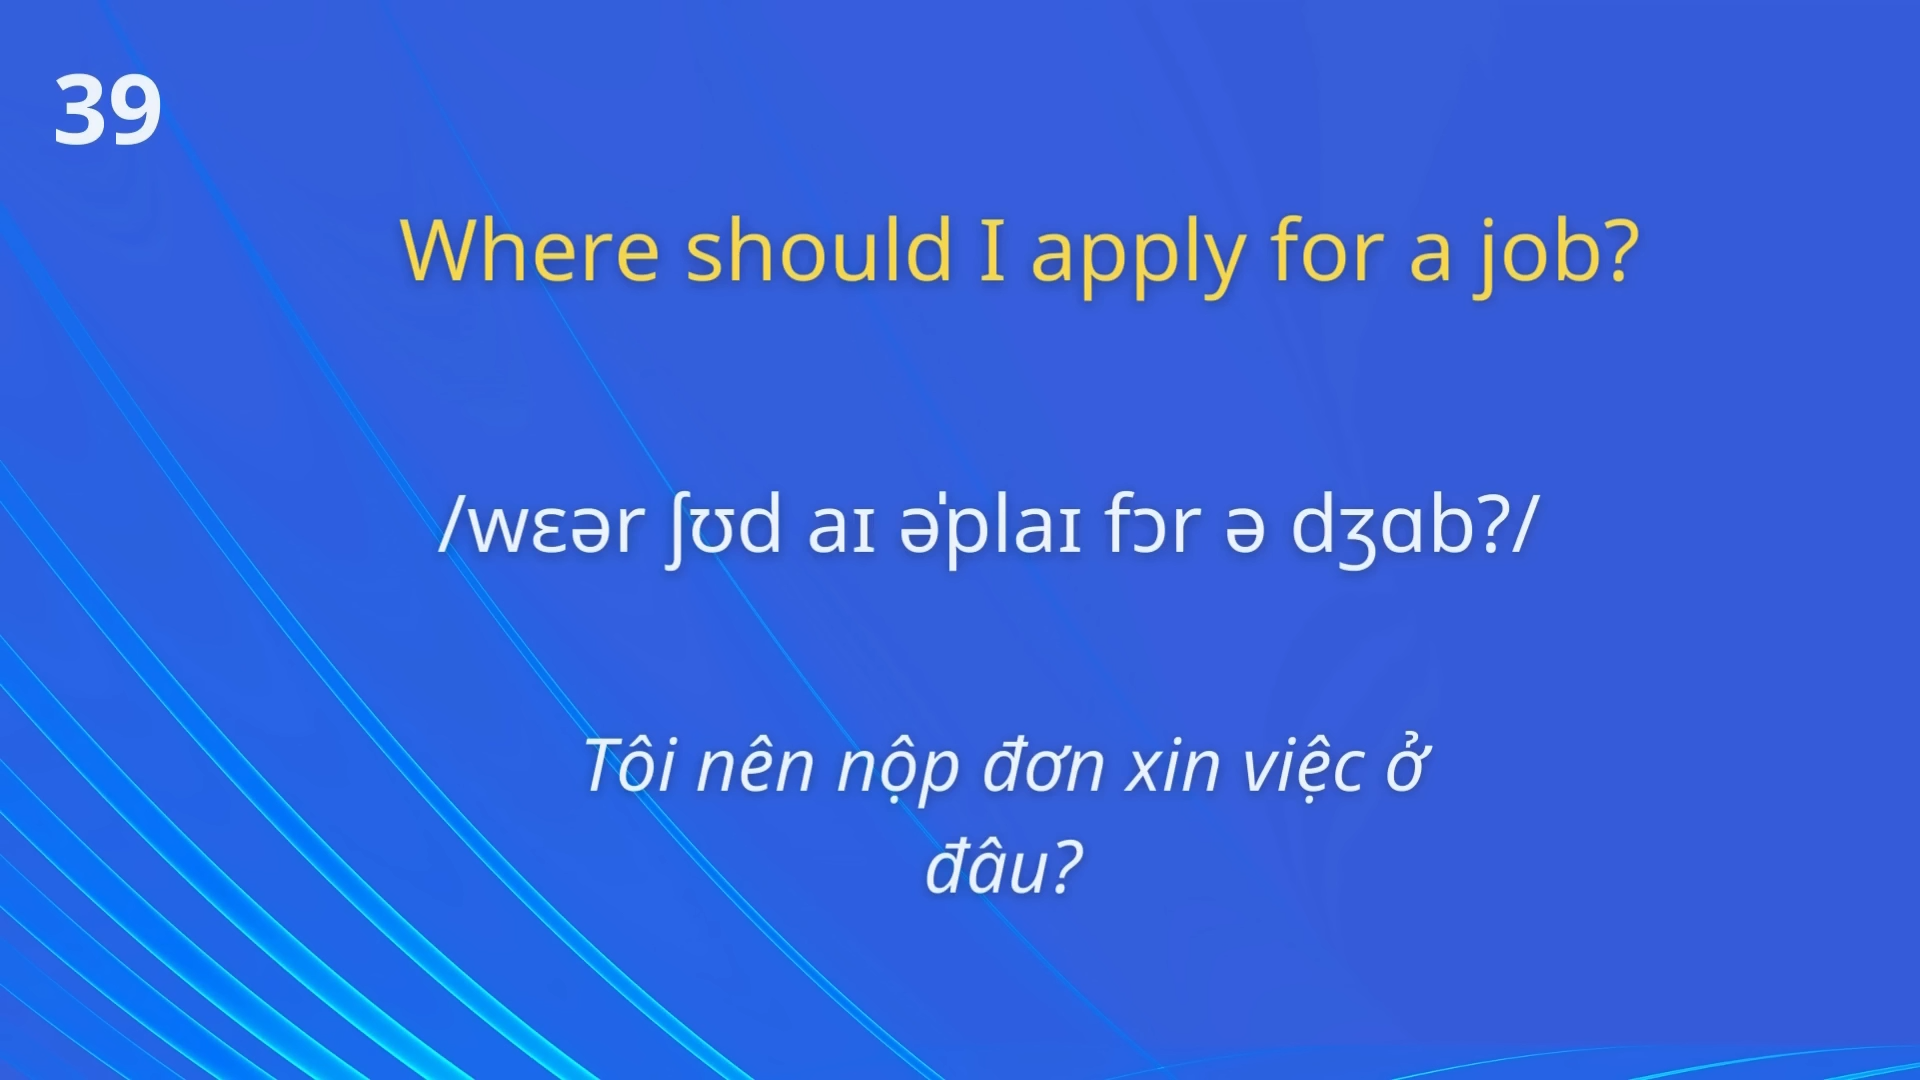 39
Where should I apply for a job?
/wɛər ʃʊd aɪ əˈplaɪ fɔr ə dʒɑb?/
Tôi nên nộp đơn xin việc ở
đâu?